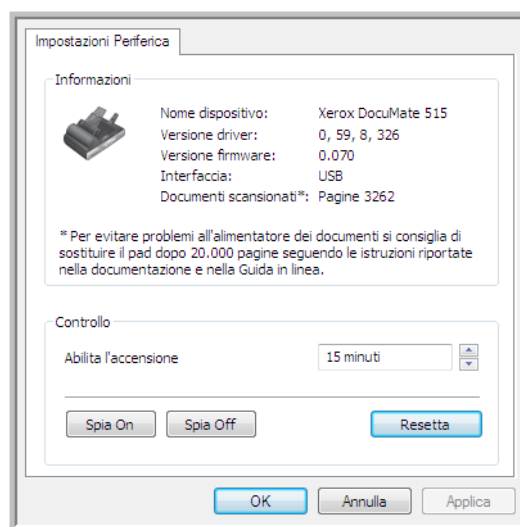 Impostazioni Periferica
Informazioni
Nome dispositivo: Xerox DocuMate 515
Versione driver: 0, 59, 8, 326
Versione firmware: 0.070
Interfaccia: USB
Documenti scansionati*: Pagine 3262
* Per evitare problemi all'alimentatore dei documenti si consiglia di
sostituire il pad dopo 20.000 pagine seguendo le istruzioni riportate
nella documentazione e nella Guida in linea.
Controllo
Abilita l'accensione 15 minuti
Spia On Spia Off Resetta
OK Annulla Applica